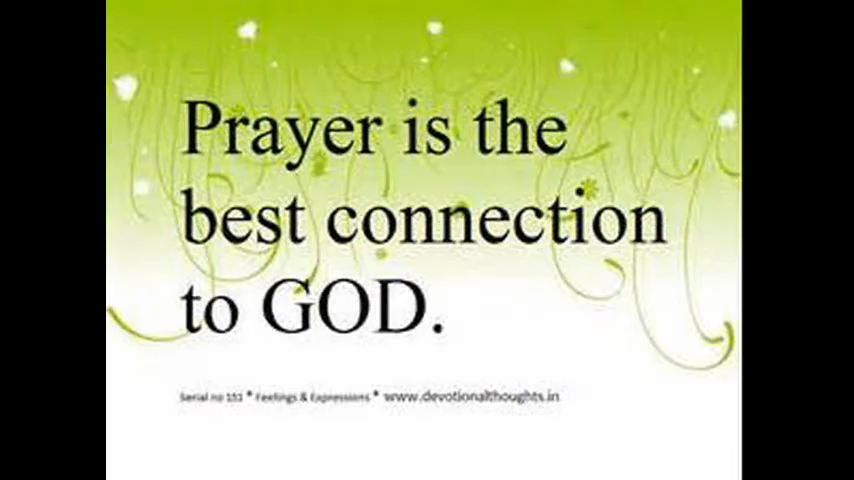 Prayer is the
best connection
to GOD.
Serial no 151 * Feelings & Expressions * www.devotionalthoughts.in